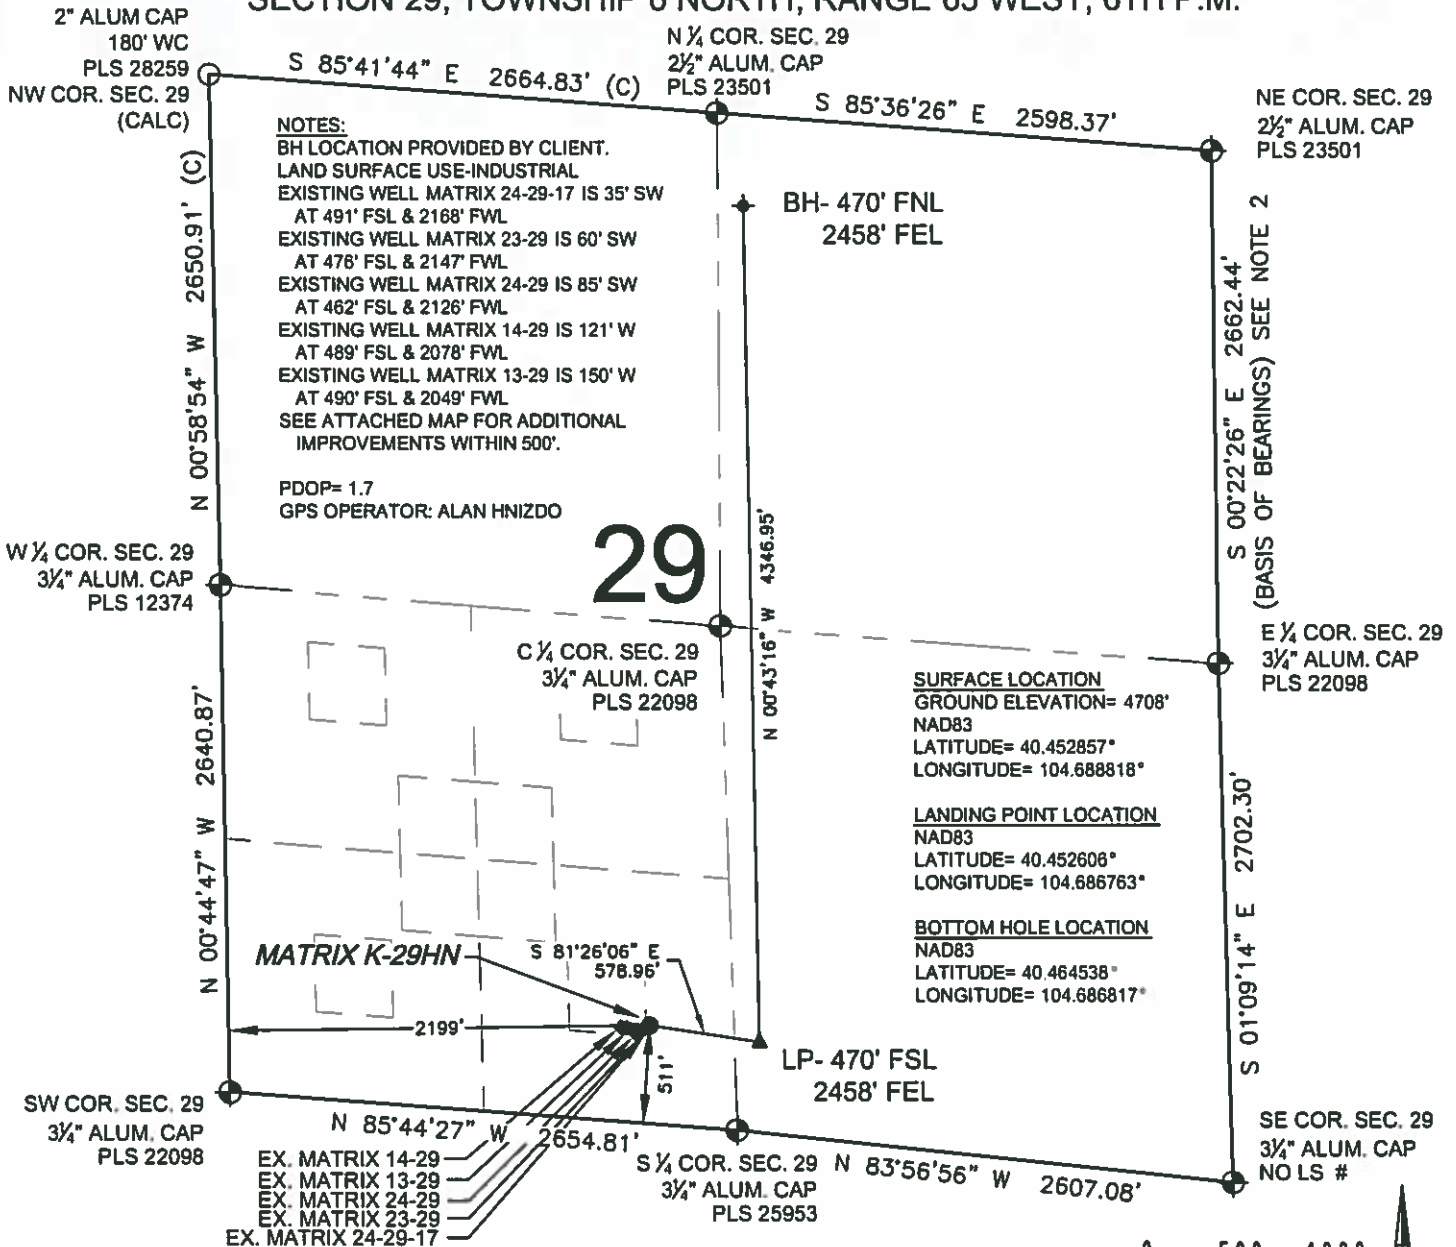 SECTION 29, TOWNSHIP 6 NORTH, RANGE 65 WEST, 6TH P.M.
2" ALUM CAP
180' WC
PLS 28259
NW COR. SEC. 29
(CALC)
S 85°41'44" E 2664.83' (C)
N ¼ COR. SEC. 29
2½" ALUM. CAP
PLS 23501
S 85°36'26" E 2598.37'
NE COR. SEC. 29
2½" ALUM. CAP
PLS 23501
NOTES:
BH LOCATION PROVIDED BY CLIENT.
LAND SURFACE USE-INDUSTRIAL
EXISTING WELL MATRIX 24-29-17 IS 35' SW
AT 491' FSL & 2168' FWL
EXISTING WELL MATRIX 23-29 IS 60' SW
AT 476' FSL & 2147' FWL
EXISTING WELL MATRIX 24-29 IS 85' SW
AT 462' FSL & 2126' FWL
EXISTING WELL MATRIX 14-29 IS 121' W
AT 489' FSL & 2078' FWL
EXISTING WELL MATRIX 13-29 IS 150' W
AT 490' FSL & 2049' FWL
SEE ATTACHED MAP FOR ADDITIONAL
IMPROVEMENTS WITHIN 500'.
PDOP= 1.7
GPS OPERATOR: ALAN HNIZDO
BH- 470' FNL
2458' FEL
N 00°58'54" W 2650.91' (C)
S 00°22'26" E 2662.44'
(BASIS OF BEARINGS) SEE NOTE 2
29
N 00°43'16" W 4346.95'
W ¼ COR. SEC. 29
3¼" ALUM. CAP
PLS 12374
C ¼ COR. SEC. 29
3¼" ALUM. CAP
PLS 22098
E ¼ COR. SEC. 29
3¼" ALUM. CAP
PLS 22098
SURFACE LOCATION
GROUND ELEVATION= 4708'
NAD83
LATITUDE= 40.452857°
LONGITUDE= 104.688818°
LANDING POINT LOCATION
NAD83
LATITUDE= 40.452606°
LONGITUDE= 104.686763°
BOTTOM HOLE LOCATION
NAD83
LATITUDE= 40.464538°
LONGITUDE= 104.686817°
N 00°44'47" W 2640.87'
S 01°09'14" E 2702.30'
MATRIX K-29HN
S 81°26'06" E
578.96'
2199'
511'
LP- 470' FSL
2458' FEL
SW COR. SEC. 29
3¼" ALUM. CAP
PLS 22098
N 85°44'27" W 2654.81'
EX. MATRIX 14-29
EX. MATRIX 13-29
EX. MATRIX 24-29
EX. MATRIX 23-29
EX. MATRIX 24-29-17
S ¼ COR. SEC. 29
3¼" ALUM. CAP
PLS 25953
N 83°56'56" W 2607.08'
SE COR. SEC. 29
3¼" ALUM. CAP
NO LS #